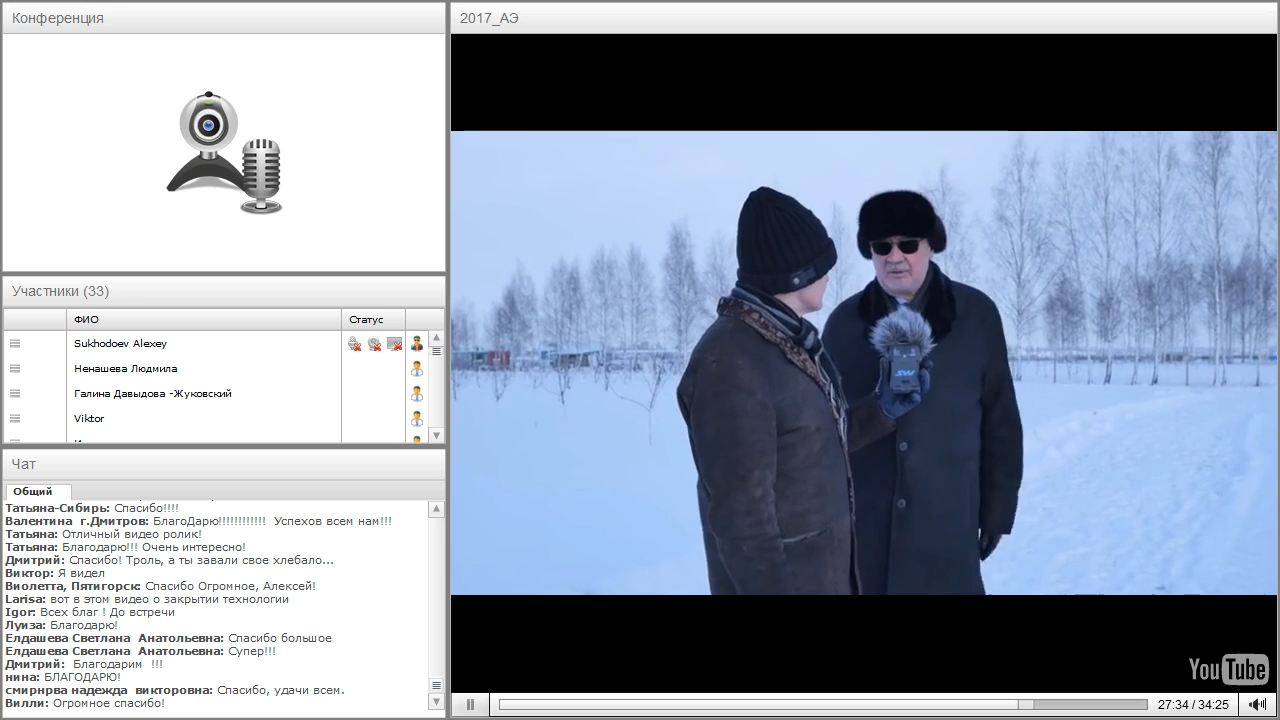 Конференция
2017_АЭ
Участники (33)
ФИО
Статус
Sukhodoev Alexey
Ненашева Людмила
Галина Давыдова -Жуковский
Viktor
Чат
Общий
Татьяна-Сибирь: Спасибо!!!!
Валентина г.Дмитров: БлагоДарю!!!!!!!!!!!! Успехов всем нам!!!
Татьяна: Отличный видео ролик!
Татьяна: Благодарю!!! Очень интересно!
Дмитрий: Спасибо! Троль, а ты завали свое хлебало...
Виктор: Я видел
Виолетта, Пятигорск: Спасибо Огромное, Алексей!
Larisa: вот в этом видео о закрытии технологии
Igor: Всех благ ! До встречи
Луиза: Благодарю!
Елдашева Светлана Анатольевна: Спасибо большое
Елдашева Светлана Анатольевна: Супер!!!
Дмитрий: Благодарим !!!
нина: БЛАГОДАРЮ!
смирнрва надежда викторовна: Спасибо, удачи всем.
Вилли: Огромное спасибо!
YouTube
27:34 / 34:25